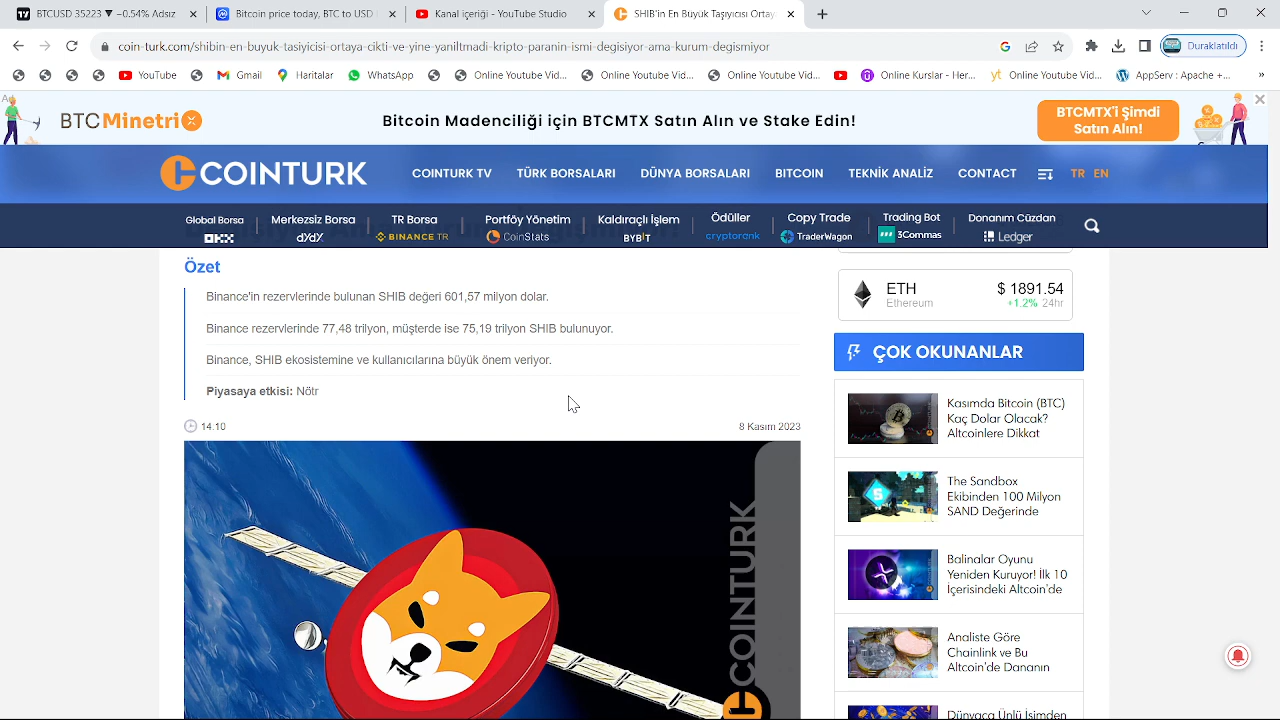 BTCUSD 35223 ▼ −0.54% Adsız
Bitcoin price today, BTC to USD
Kanal içeriği - YouTube Studio
SHIB'in En Büyük Taşıyıcısı Ortay
coin-turk.com/shibin-en-buyuk-tasiyicisi-ortaya-cikti-ve-yine-yaniltmadi-kripto-paranin-ismi-degisiyor-ama-kurum-degismiyor
Duraklatıldı
YouTube
Gmail
Haritalar
WhatsApp
Online Youtube Vid...
Online Youtube Vid...
Online Youtube Vid...
Online Kurslar - Her...
Online Youtube Vid...
AppServ : Apache +...
BTCMinetrix
Bitcoin Madenciliği için BTCMTX Satın Alın ve Stake Edin!
BTCMTX'i Şimdi
Satın Alın!
COINTURK
COINTURK TV
TÜRK BORSALARI
DÜNYA BORSALARI
BITCOIN
TEKNİK ANALİZ
CONTACT
TR EN
Global Borsa
OKX
Merkezsiz Borsa
dYdX
TR Borsa
BINANCE TR
Portföy Yönetim
CoinStats
Kaldıraçlı İşlem
BYBIT
Ödüller
cryptorank
Copy Trade
TraderWagon
Trading Bot
3Commas
Donanım Cüzdan
Ledger
Özet
Binance'in rezervlerinde bulunan SHIB değeri 601,57 milyon dolar.
Binance rezervlerinde 77,48 trilyon, müşterde ise 75,19 trilyon SHIB bulunuyor.
Binance, SHIB ekosistemine ve kullanıcılarına büyük önem veriyor.
Piyasaya etkisi: Nötr
14.10
8 Kasım 2023
COINTURK
ETH
Ethereum
$ 1891.54
+1.2% 24hr
ÇOK OKUNANLAR
Kasımda Bitcoin (BTC)
Kaç Dolar Olacak?
Altcoinlere Dikkat
The Sandbox
Ekibinden 100 Milyon
SAND Değerinde
Balinalar Oyunu
Yeniden Kuruyor! İlk 10
İçerisindeki Altcoin'de
Analiste Göre
Chainlink ve Bu
Altcoin'de Dananın
Dünyaca Ünlü İsimden